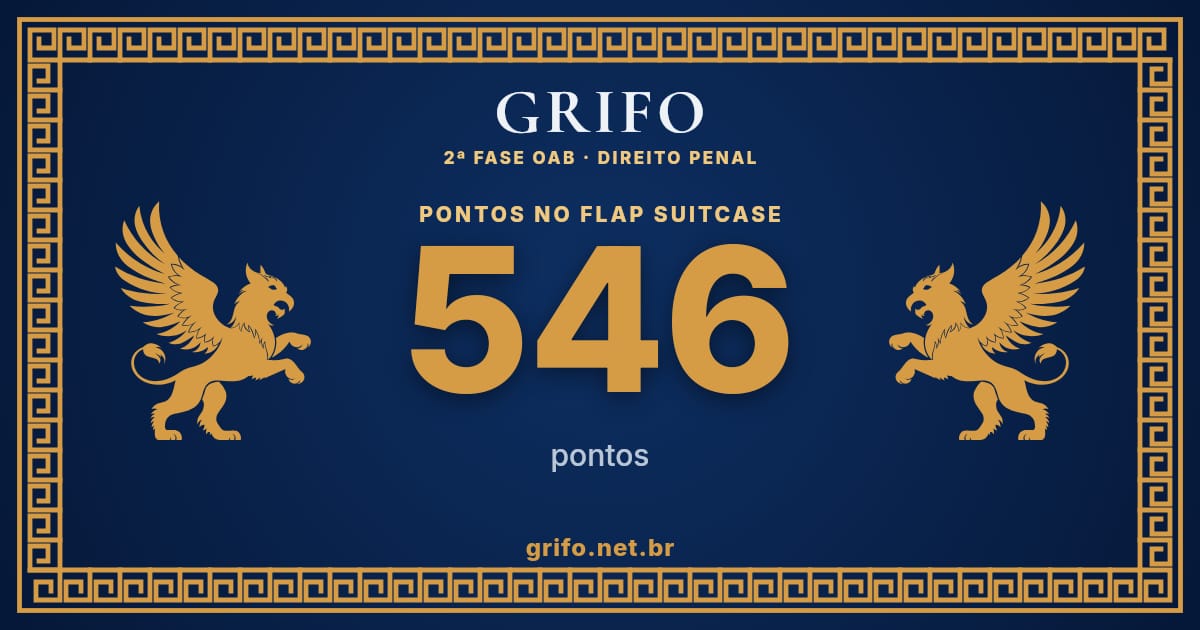 GRIFO
2ª FASE OAB · DIREITO PENAL
PONTOS NO FLAP SUITCASE
546
pontos
grifo.net.br